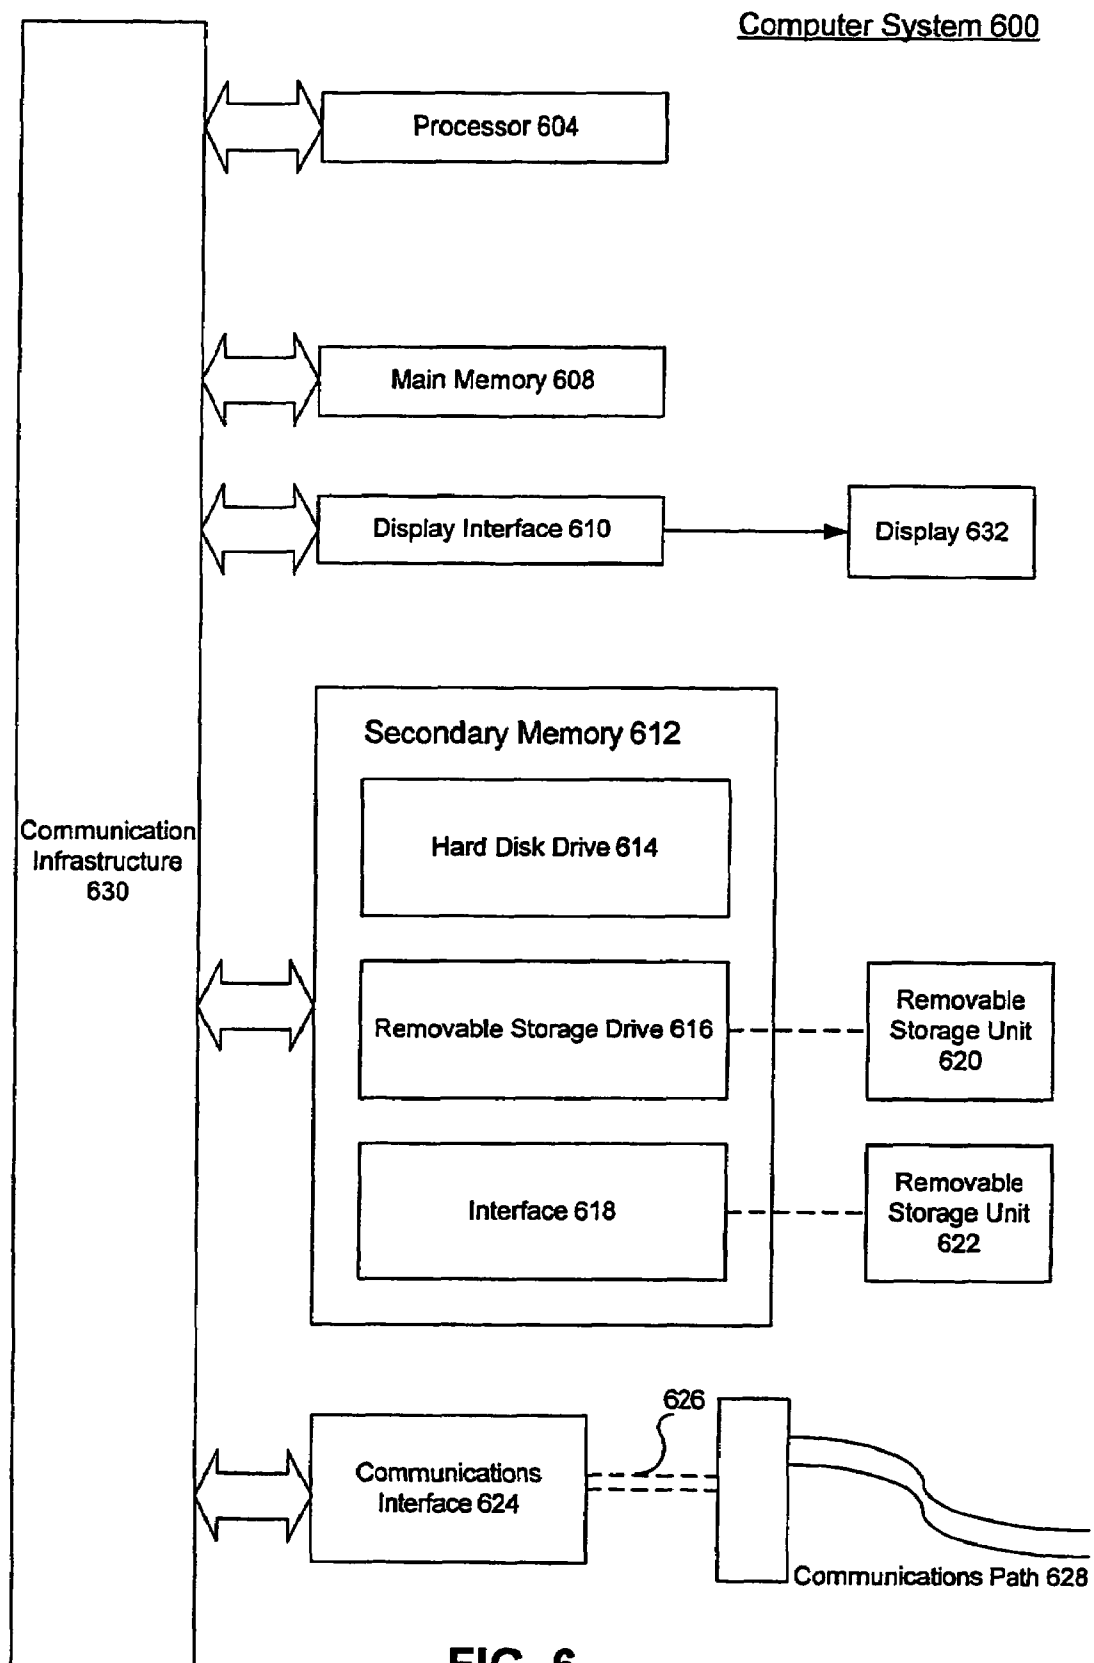 Computer System 600
Processor 604
Main Memory 608
Display Interface 610
Display 632
Secondary Memory 612
Hard Disk Drive 614
Communication
Infrastructure
630
Removable Storage Drive 616
Removable
Storage Unit
620
Interface 618
Removable
Storage Unit
622
626
Communications
Interface 624
Communications Path 628
FIG. 6